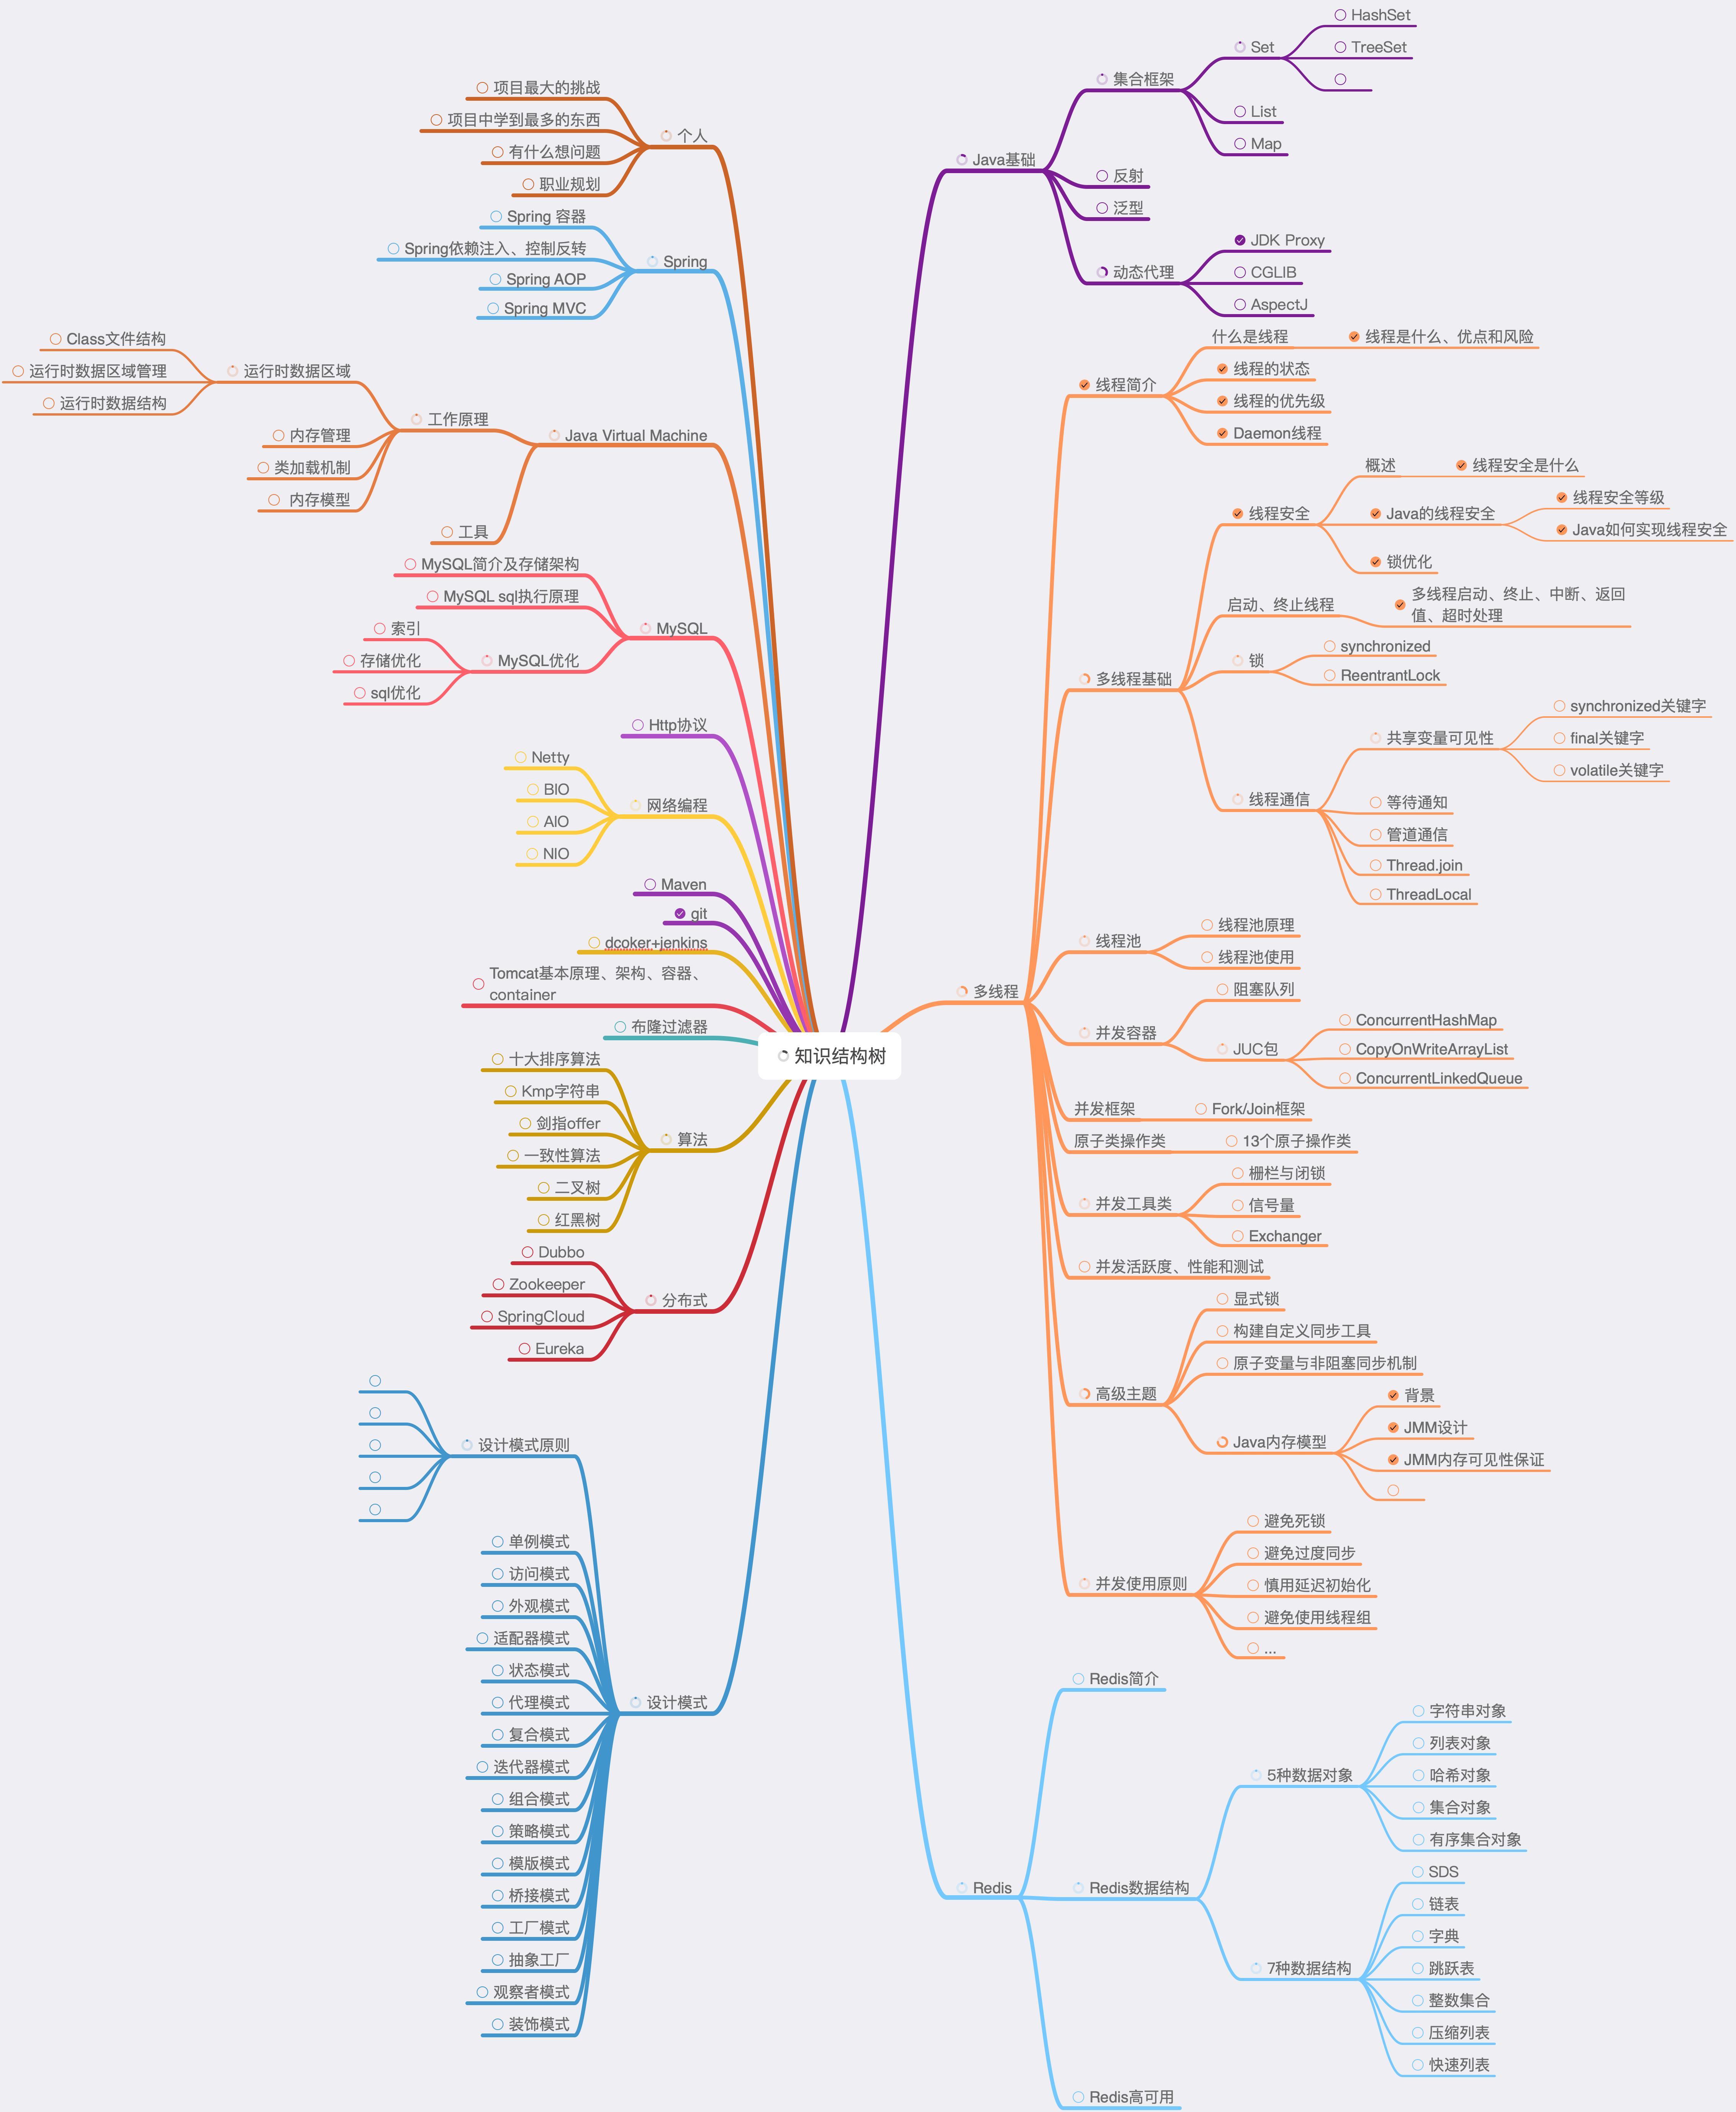 知识结构树
Java基础
集合框架
Set
HashSet
TreeSet
List
Map
反射
泛型
动态代理
JDK Proxy
CGLIB
AspectJ
多线程
线程简介
什么是线程
线程是什么、优点和风险
线程的状态
线程的优先级
Daemon线程
多线程基础
线程安全
概述
线程安全是什么
Java的线程安全
线程安全等级
Java如何实现线程安全
锁优化
启动、终止线程
多线程启动、终止、中断、返回
值、超时处理
锁
synchronized
ReentrantLock
线程通信
共享变量可见性
synchronized关键字
final关键字
volatile关键字
等待通知
管道通信
Thread.join
ThreadLocal
线程池
线程池原理
线程池使用
并发容器
阻塞队列
JUC包
ConcurrentHashMap
CopyOnWriteArrayList
ConcurrentLinkedQueue
并发框架
Fork/Join框架
原子类操作类
13个原子操作类
并发工具类
栅栏与闭锁
信号量
Exchanger
并发活跃度、性能和测试
高级主题
显式锁
构建自定义同步工具
原子变量与非阻塞同步机制
Java内存模型
背景
JMM设计
JMM内存可见性保证
并发使用原则
避免死锁
避免过度同步
慎用延迟初始化
避免使用线程组
...
Redis
Redis简介
Redis数据结构
5种数据对象
字符串对象
列表对象
哈希对象
集合对象
有序集合对象
7种数据结构
SDS
链表
字典
跳跃表
整数集合
压缩列表
快速列表
Redis高可用
个人
项目最大的挑战
项目中学到最多的东西
有什么想问题
职业规划
Spring
Spring 容器
Spring依赖注入、控制反转
Spring AOP
Spring MVC
Java Virtual Machine
工作原理
运行时数据区域
Class文件结构
运行时数据区域管理
运行时数据结构
内存管理
类加载机制
内存模型
工具
MySQL
MySQL简介及存储架构
MySQL sql执行原理
MySQL优化
索引
存储优化
sql优化
Http协议
网络编程
Netty
BIO
AIO
NIO
Maven
git
dcoker+jenkins
Tomcat基本原理、架构、容器、
container
布隆过滤器
算法
十大排序算法
Kmp字符串
剑指offer
一致性算法
二叉树
红黑树
分布式
Dubbo
Zookeeper
SpringCloud
Eureka
设计模式
设计模式原则
单例模式
访问模式
外观模式
适配器模式
状态模式
代理模式
复合模式
迭代器模式
组合模式
策略模式
模版模式
桥接模式
工厂模式
抽象工厂
观察者模式
装饰模式